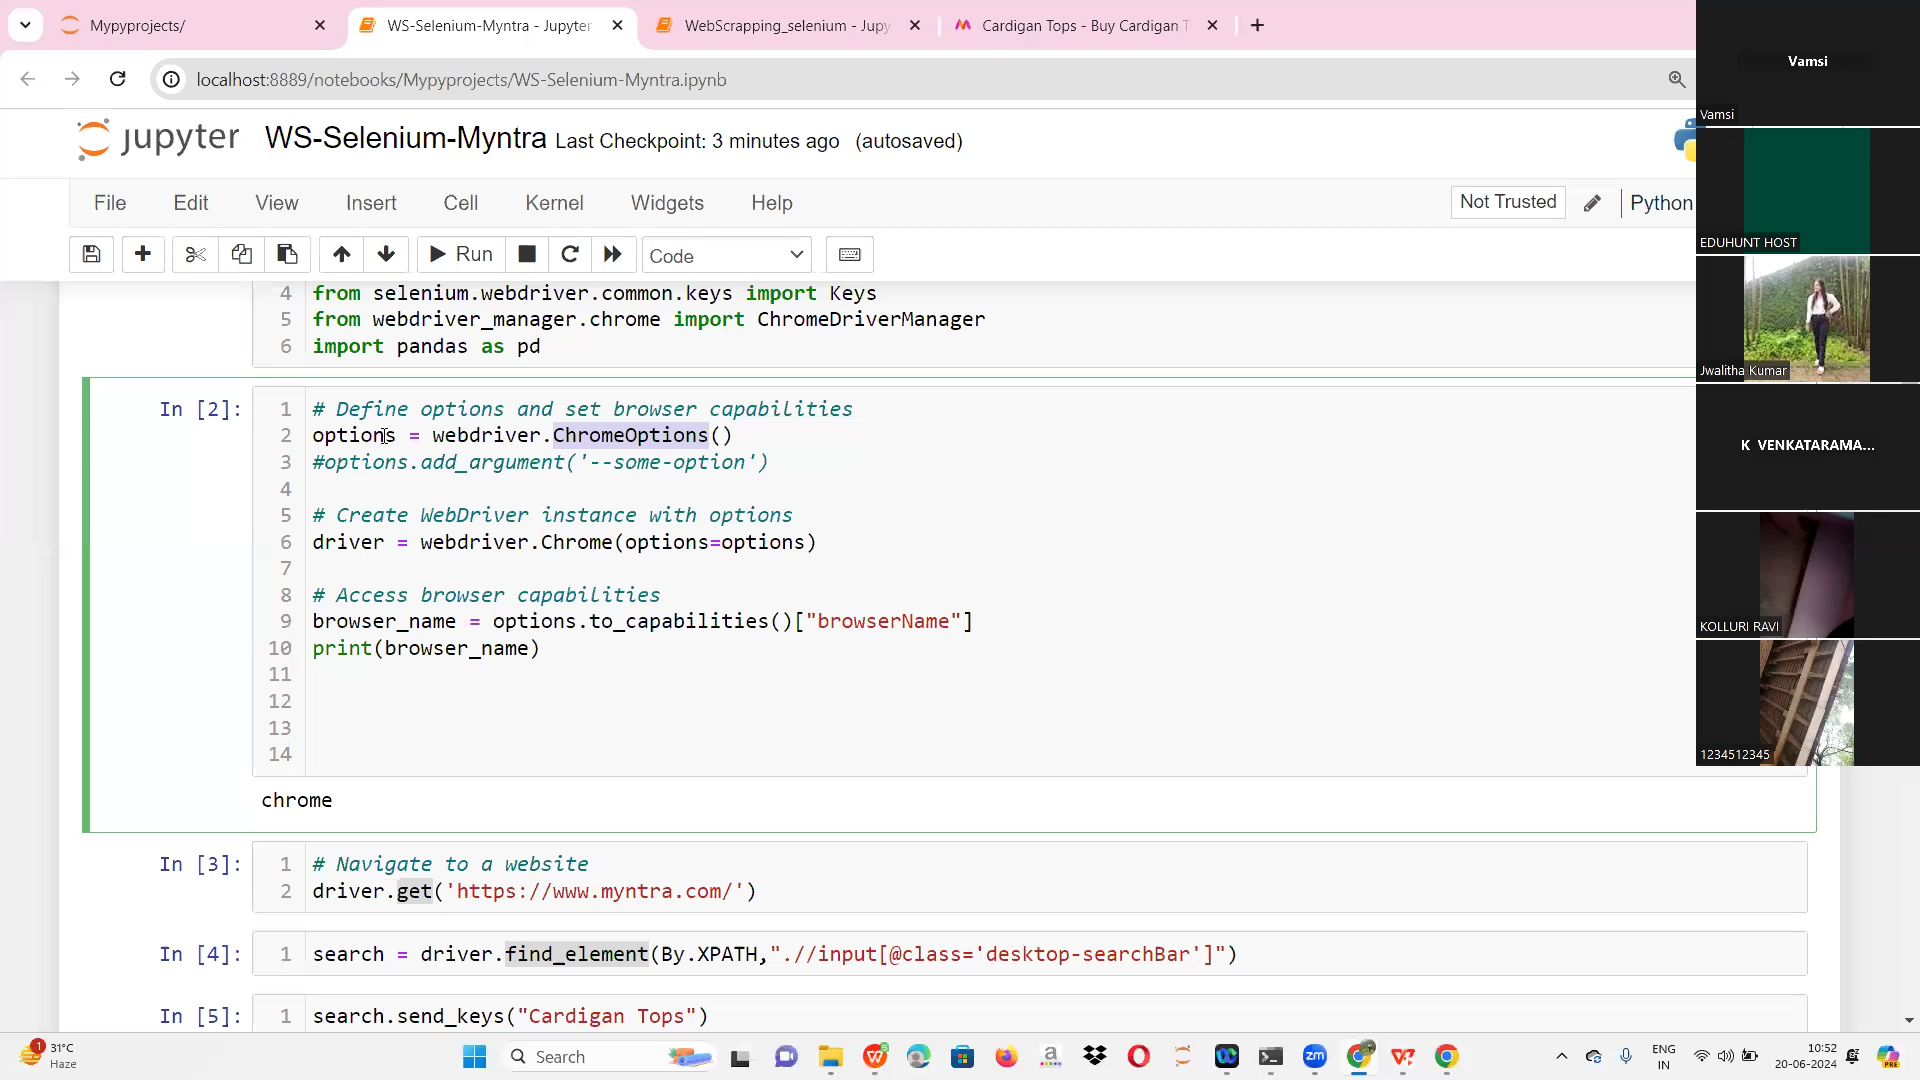 Mypyprojects/
WS-Selenium-Myntra - Jupyter
WebScrapping_selenium - Jupy
Cardigan Tops - Buy Cardigan T
localhost:8889/notebooks/Mypyprojects/WS-Selenium-Myntra.ipynb
jupyter WS-Selenium-Myntra Last Checkpoint: 3 minutes ago (autosaved)
File Edit View Insert Cell Kernel Widgets Help
Not Trusted Python
Run Code
4 from selenium.webdriver.common.keys import Keys
5 from webdriver_manager.chrome import ChromeDriverManager
6 import pandas as pd
In [2]: 1 # Define options and set browser capabilities
2 options = webdriver.ChromeOptions()
3 #options.add_argument('--some-option')
4
5 # Create WebDriver instance with options
6 driver = webdriver.Chrome(options=options)
7
8 # Access browser capabilities
9 browser_name = options.to_capabilities()["browserName"]
10 print(browser_name)
11
12
13
14
chrome
In [3]: 1 # Navigate to a website
2 driver.get('https://www.myntra.com/')
In [4]: 1 search = driver.find_element(By.XPATH,".//input[@class='desktop-searchBar']")
In [5]: 1 search.send_keys("Cardigan Tops")
Vamsi
Vamsi
EDUHUNT HOST
Jwalitha Kumar
K VENKATARAMA...
KOLLURI RAVI
1234512345
1
31°C
Haze
Search
ENG
IN
10:52
20-06-2024